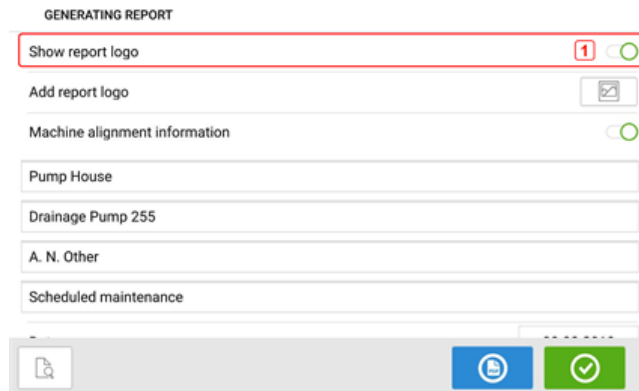 GENERATING REPORT
Show report logo 1
Add report logo
Machine alignment information
Pump House
Drainage Pump 255
A. N. Other
Scheduled maintenance